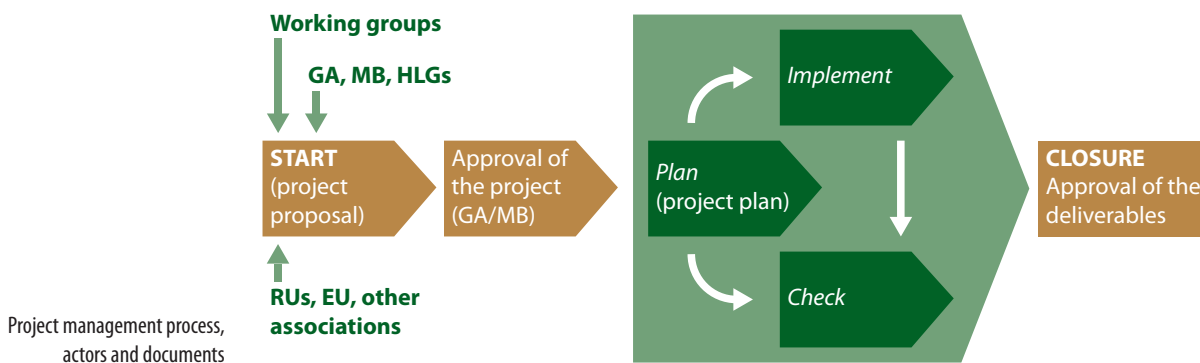 Working groups
GA, MB, HLGs
START
(project
proposal)
Approval of
the project
(GA/MB)
RUs, EU, other
associations
Plan
(project plan)
Implement
Check
CLOSURE
Approval of the
deliverables
Project management process,
actors and documents